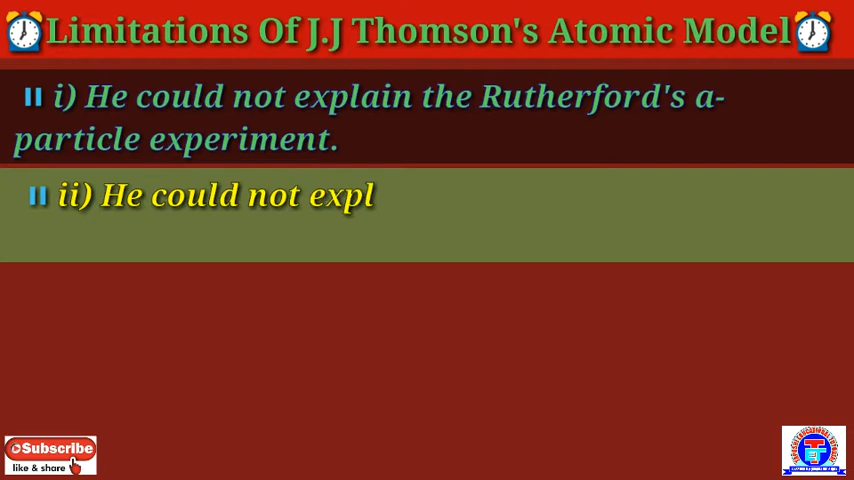 Limitations Of J.J Thomson's Atomic Model
i) He could not explain the Rutherford's a-
particle experiment.
ii) He could not expl
Subscribe
like & share